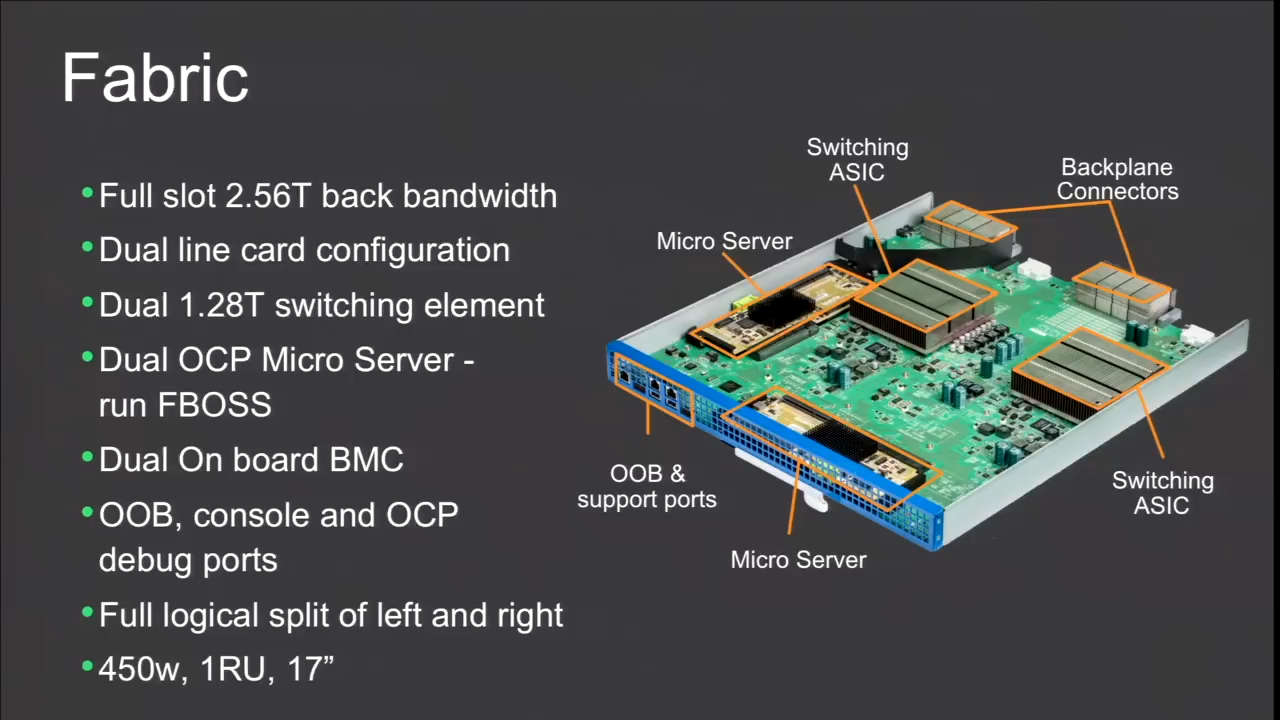 Fabric
•Full slot 2.56T back bandwidth
•Dual line card configuration
•Dual 1.28T switching element
•Dual OCP Micro Server -
run FBOSS
•Dual On board BMC
•OOB, console and OCP
debug ports
•Full logical split of left and right
•450w, 1RU, 17”
Switching
ASIC
Backplane
Connectors
Micro Server
OOB &
support ports
Micro Server
Switching
ASIC